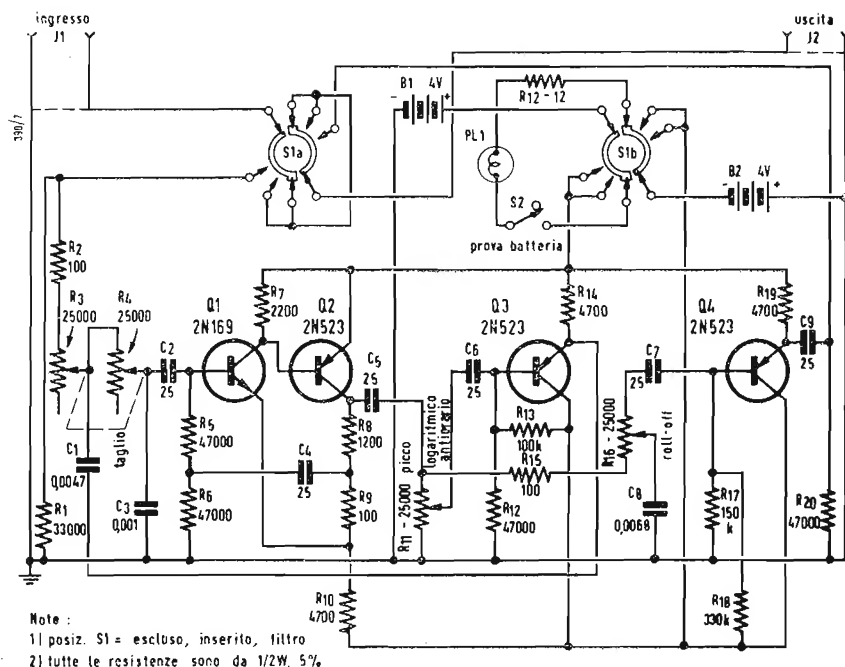 ingresso
J1
uscita
J2
390/7
B1
4V
-
+
R12 - 12
PL1
S1a
S1b
S2
B2
4V
-
+
prova batteria
R2
100
R3
25000
R4
25000
Q1
2N169
R7
2200
Q2
2N523
Q3
2N523
R14
4700
Q4
2N523
R19
4700
C9
25
C2
25
C5
25
C6
25
C7
25
taglio
R5
47000
C4
25
R8
1200
R13
100k
R15
100
R16 - 25000
roll-off
C1
0,0047
C3
0,001
R6
47000
R9
100
R11 - 25000 picco
logaritmico
antiorario
R12
47000
C8
0,0068
R17
150
k
R20
47000
R1
33000
R10
4700
R18
330k
Note :
1) posiz. S1 = escluso, inserito, filtro
2) tutte le resistenze sono da 1/2W, 5%